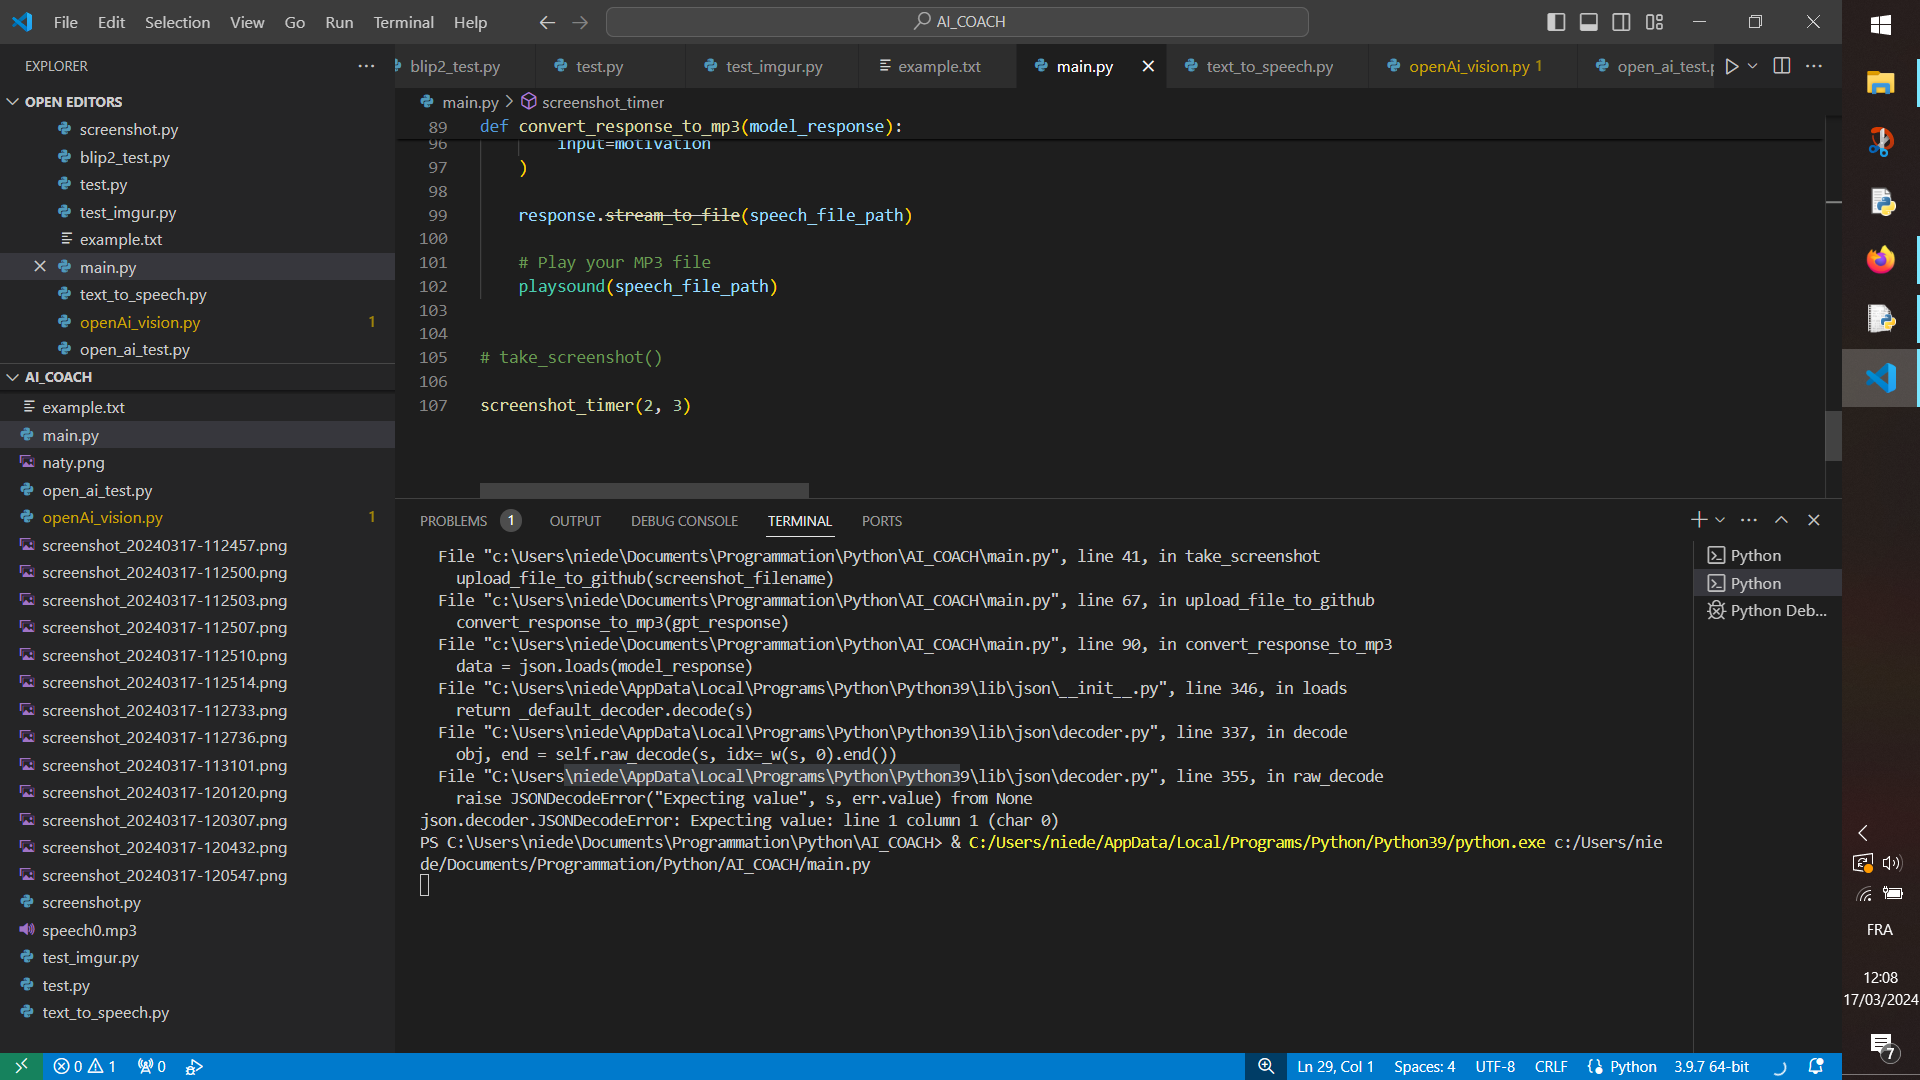 File Edit Selection View Go Run Terminal Help
AI_COACH
EXPLORER
OPEN EDITORS
screenshot.py
blip2_test.py
test.py
test_imgur.py
example.txt
main.py
text_to_speech.py
openAi_vision.py 1
open_ai_test.py
AI_COACH
example.txt
main.py
naty.png
open_ai_test.py
openAi_vision.py 1
screenshot_20240317-112457.png
screenshot_20240317-112500.png
screenshot_20240317-112503.png
screenshot_20240317-112507.png
screenshot_20240317-112510.png
screenshot_20240317-112514.png
screenshot_20240317-112733.png
screenshot_20240317-112736.png
screenshot_20240317-113101.png
screenshot_20240317-120120.png
screenshot_20240317-120307.png
screenshot_20240317-120432.png
screenshot_20240317-120547.png
screenshot.py
speech0.mp3
test_imgur.py
test.py
text_to_speech.py
blip2_test.py test.py test_imgur.py example.txt main.py text_to_speech.py openAi_vision.py 1 open_ai_test.p
main.py > screenshot_timer
89 def convert_response_to_mp3(model_response):
96 input=motivation
97 )
98
99 response.stream_to_file(speech_file_path)
100
101 # Play your MP3 file
102 playsound(speech_file_path)
103
104
105 # take_screenshot()
106
107 screenshot_timer(2, 3)
PROBLEMS 1 OUTPUT DEBUG CONSOLE TERMINAL PORTS
File "c:\Users\niede\Documents\Programmation\Python\AI_COACH\main.py", line 41, in take_screenshot
upload_file_to_github(screenshot_filename)
File "c:\Users\niede\Documents\Programmation\Python\AI_COACH\main.py", line 67, in upload_file_to_github
convert_response_to_mp3(gpt_response)
File "c:\Users\niede\Documents\Programmation\Python\AI_COACH\main.py", line 90, in convert_response_to_mp3
data = json.loads(model_response)
File "C:\Users\niede\AppData\Local\Programs\Python\Python39\lib\json\__init__.py", line 346, in loads
return _default_decoder.decode(s)
File "C:\Users\niede\AppData\Local\Programs\Python\Python39\lib\json\decoder.py", line 337, in decode
obj, end = self.raw_decode(s, idx=_w(s, 0).end())
File "C:\Users\niede\AppData\Local\Programs\Python\Python39\lib\json\decoder.py", line 355, in raw_decode
raise JSONDecodeError("Expecting value", s, err.value) from None
json.decoder.JSONDecodeError: Expecting value: line 1 column 1 (char 0)
PS C:\Users\niede\Documents\Programmation\Python\AI_COACH> & C:/Users/niede/AppData/Local/Programs/Python/Python39/python.exe c:/Users/nie
de/Documents/Programmation/Python/AI_COACH/main.py
Python
Python
Python Deb...
0 1 0
Ln 29, Col 1 Spaces: 4 UTF-8 CRLF Python 3.9.7 64-bit
FRA
12:08
17/03/2024
7